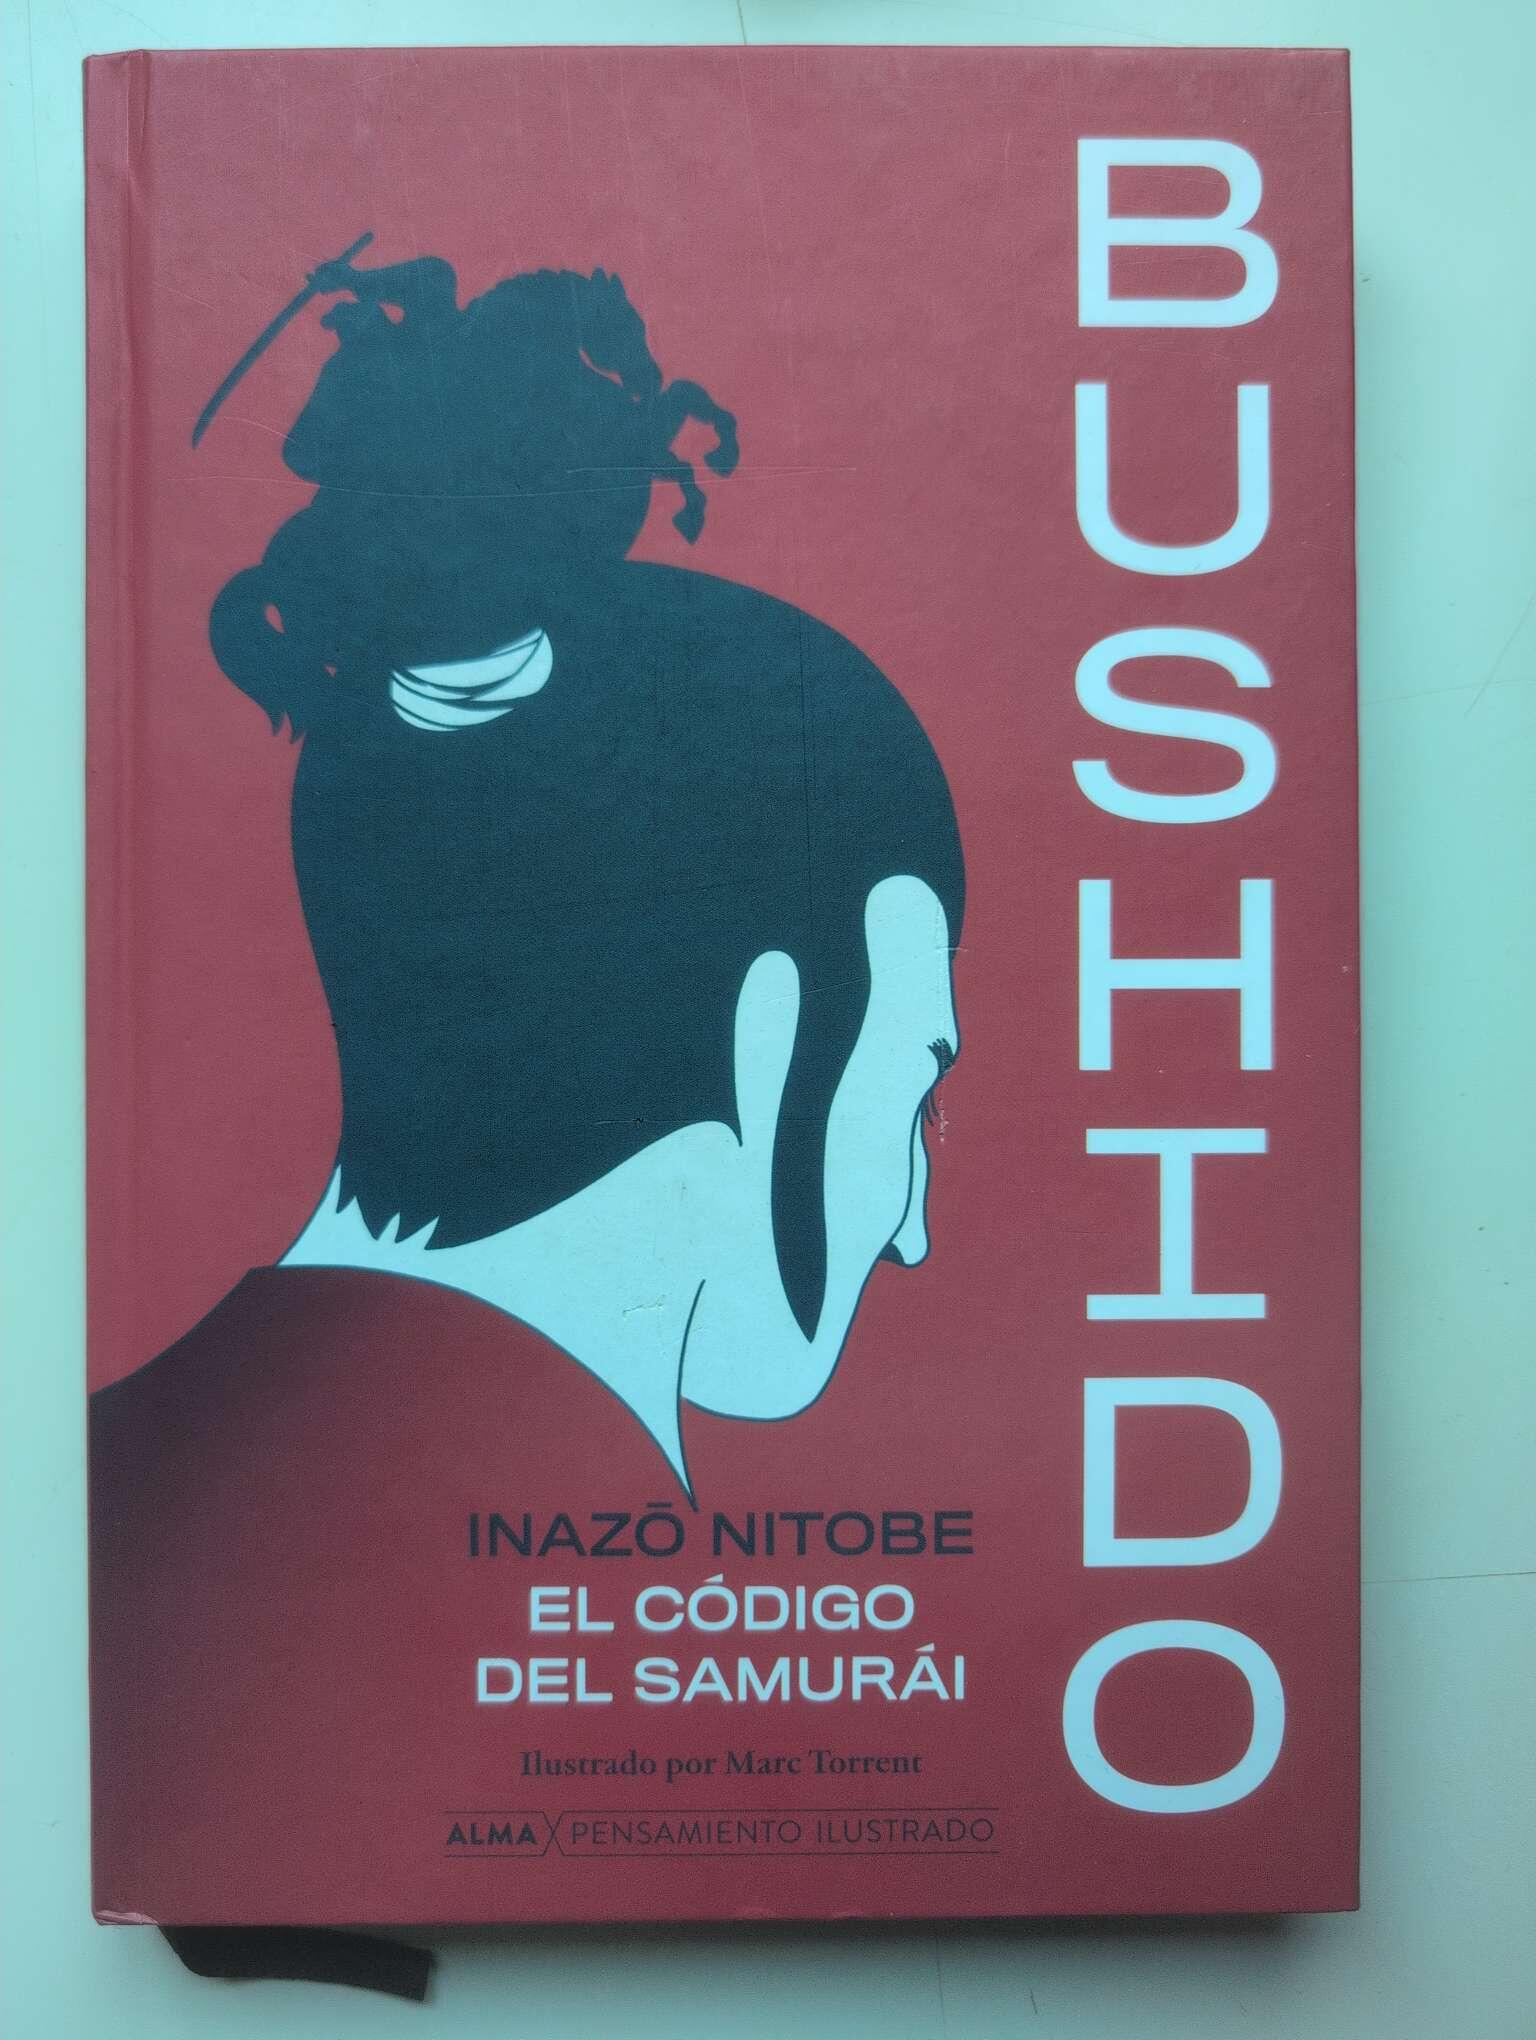 BUSHIDO
INAZŌ NITOBE
EL CÓDIGO
DEL SAMURÁI
Ilustrado por Marc Torrent
ALMA PENSAMIENTO ILUSTRADO